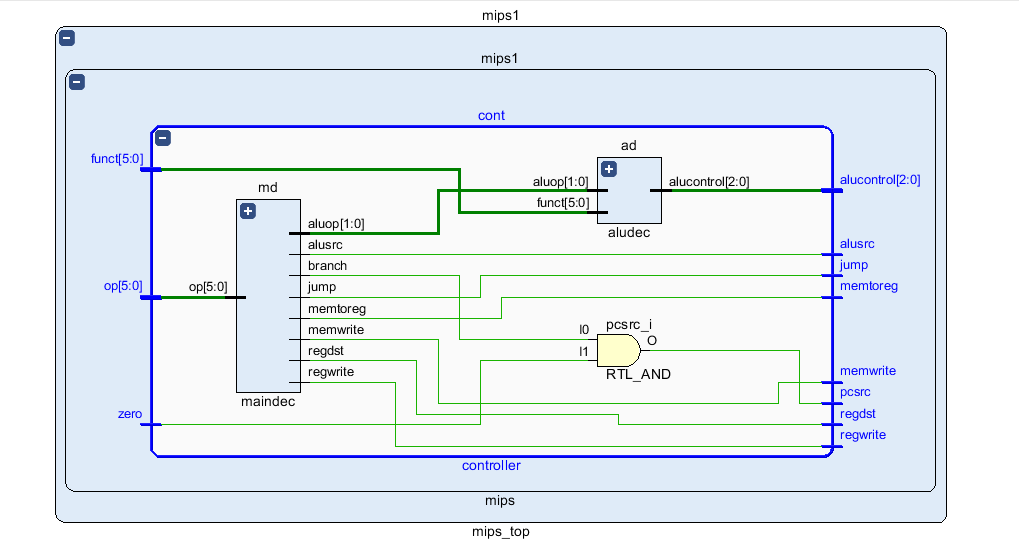 mips1
mips1
cont
funct[5:0]
ad
aluop[1:0]
alucontrol[2:0]
alucontrol[2:0]
funct[5:0]
aludec
md
aluop[1:0]
alusrc
alusrc
branch
jump
op[5:0]
op[5:0]
jump
memtoreg
memtoreg
memwrite
I0
pcsrc_i
O
regdst
I1
regwrite
RTL_AND
memwrite
maindec
pcsrc
zero
regdst
regwrite
controller
mips
mips_top